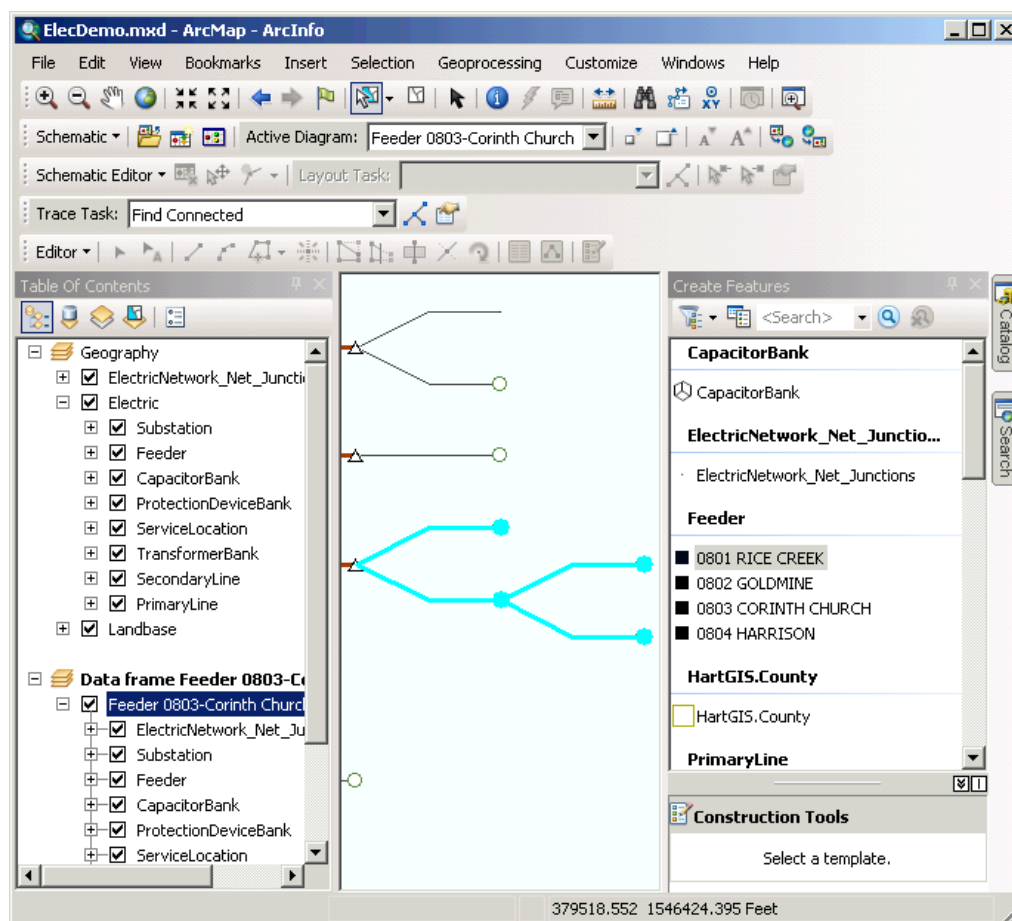 ElecDemo.mxd - ArcMap - ArcInfo
File Edit View Bookmarks Insert Selection Geoprocessing Customize Windows Help
Schematic Active Diagram: Feeder 0803-Corinth Church
Schematic Editor Layout Task:
Trace Task: Find Connected
Editor
Table Of Contents
Geography
ElectricNetwork_Net_Juncti
Electric
Substation
Feeder
CapacitorBank
ProtectionDeviceBank
ServiceLocation
TransformerBank
SecondaryLine
PrimaryLine
Landbase
Data frame Feeder 0803-Co
Feeder 0803-Corinth Churc
ElectricNetwork_Net_Ju
Substation
Feeder
CapacitorBank
ProtectionDeviceBank
ServiceLocation
Create Features
<Search>
CapacitorBank
CapacitorBank
ElectricNetwork_Net_Junctio...
ElectricNetwork_Net_Junctions
Feeder
0801 RICE CREEK
0802 GOLDMINE
0803 CORINTH CHURCH
0804 HARRISON
HartGIS.County
HartGIS.County
PrimaryLine
Construction Tools
Select a template.
Catalog
Search
379518.552 1546424.395 Feet